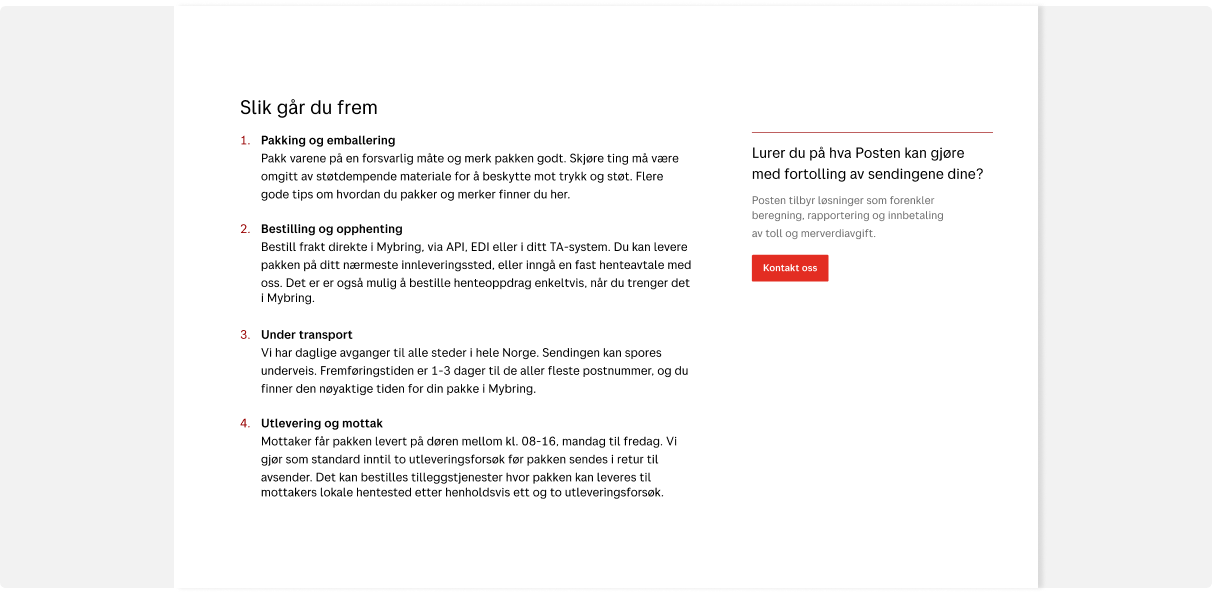 Slik går du frem
1. Pakking og emballering
Pakk varene på en forsvarlig måte og merk pakken godt. Skjøre ting må være
omgitt av støtdempende materiale for å beskytte mot trykk og støt. Flere
gode tips om hvordan du pakker og merker finner du her.
2. Bestilling og opphenting
Bestill frakt direkte i Mybring, via API, EDI eller i ditt TA-system. Du kan levere
pakken på ditt nærmeste innleveringssted, eller inngå en fast henteavtale med
oss. Det er er også mulig å bestille henteoppdrag enkeltvis, når du trenger det
i Mybring.
3. Under transport
Vi har daglige avganger til alle steder i hele Norge. Sendingen kan spores
underveis. Fremføringstiden er 1-3 dager til de aller fleste postnummer, og du
finner den nøyaktige tiden for din pakke i Mybring.
4. Utlevering og mottak
Mottaker får pakken levert på døren mellom kl. 08-16, mandag til fredag. Vi
gjør som standard inntil to utleveringsforsøk før pakken sendes i retur til
avsender. Det kan bestilles tilleggstjenester hvor pakken kan leveres til
mottakers lokale hentested etter henholdsvis ett og to utleveringsforsøk.
Lurer du på hva Posten kan gjøre
med fortolling av sendingene dine?
Posten tilbyr løsninger som forenkler
beregning, rapportering og innbetaling
av toll og merverdiavgift.
Kontakt oss